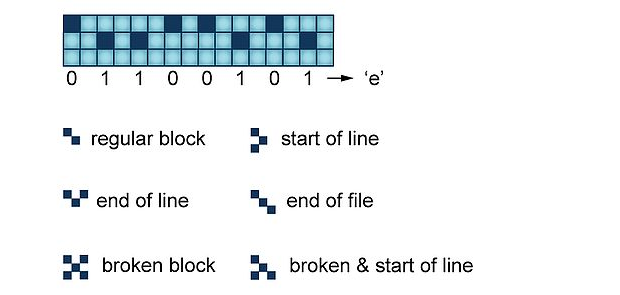 0 1 1 0 0 1 0 1 → ‘e’
regular block start of line
end of line end of file
broken block broken & start of line